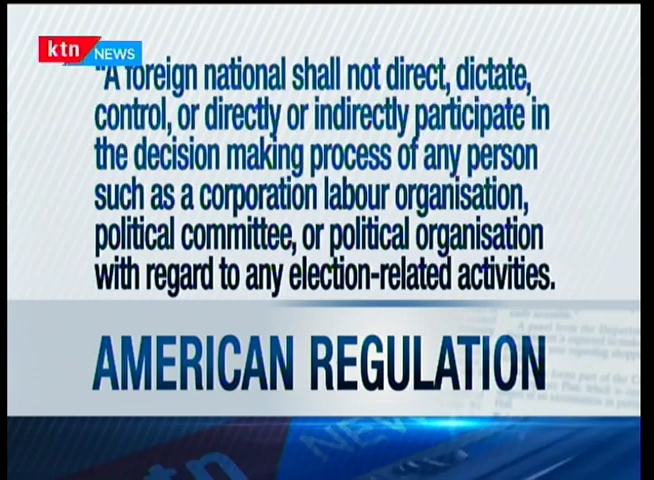 ktn NEWS
"A foreign national shall not direct, dictate,
control, or directly or indirectly participate in
the decision making process of any person
such as a corporation labour organisation,
political committee, or political organisation
with regard to any election-related activities.
AMERICAN REGULATION